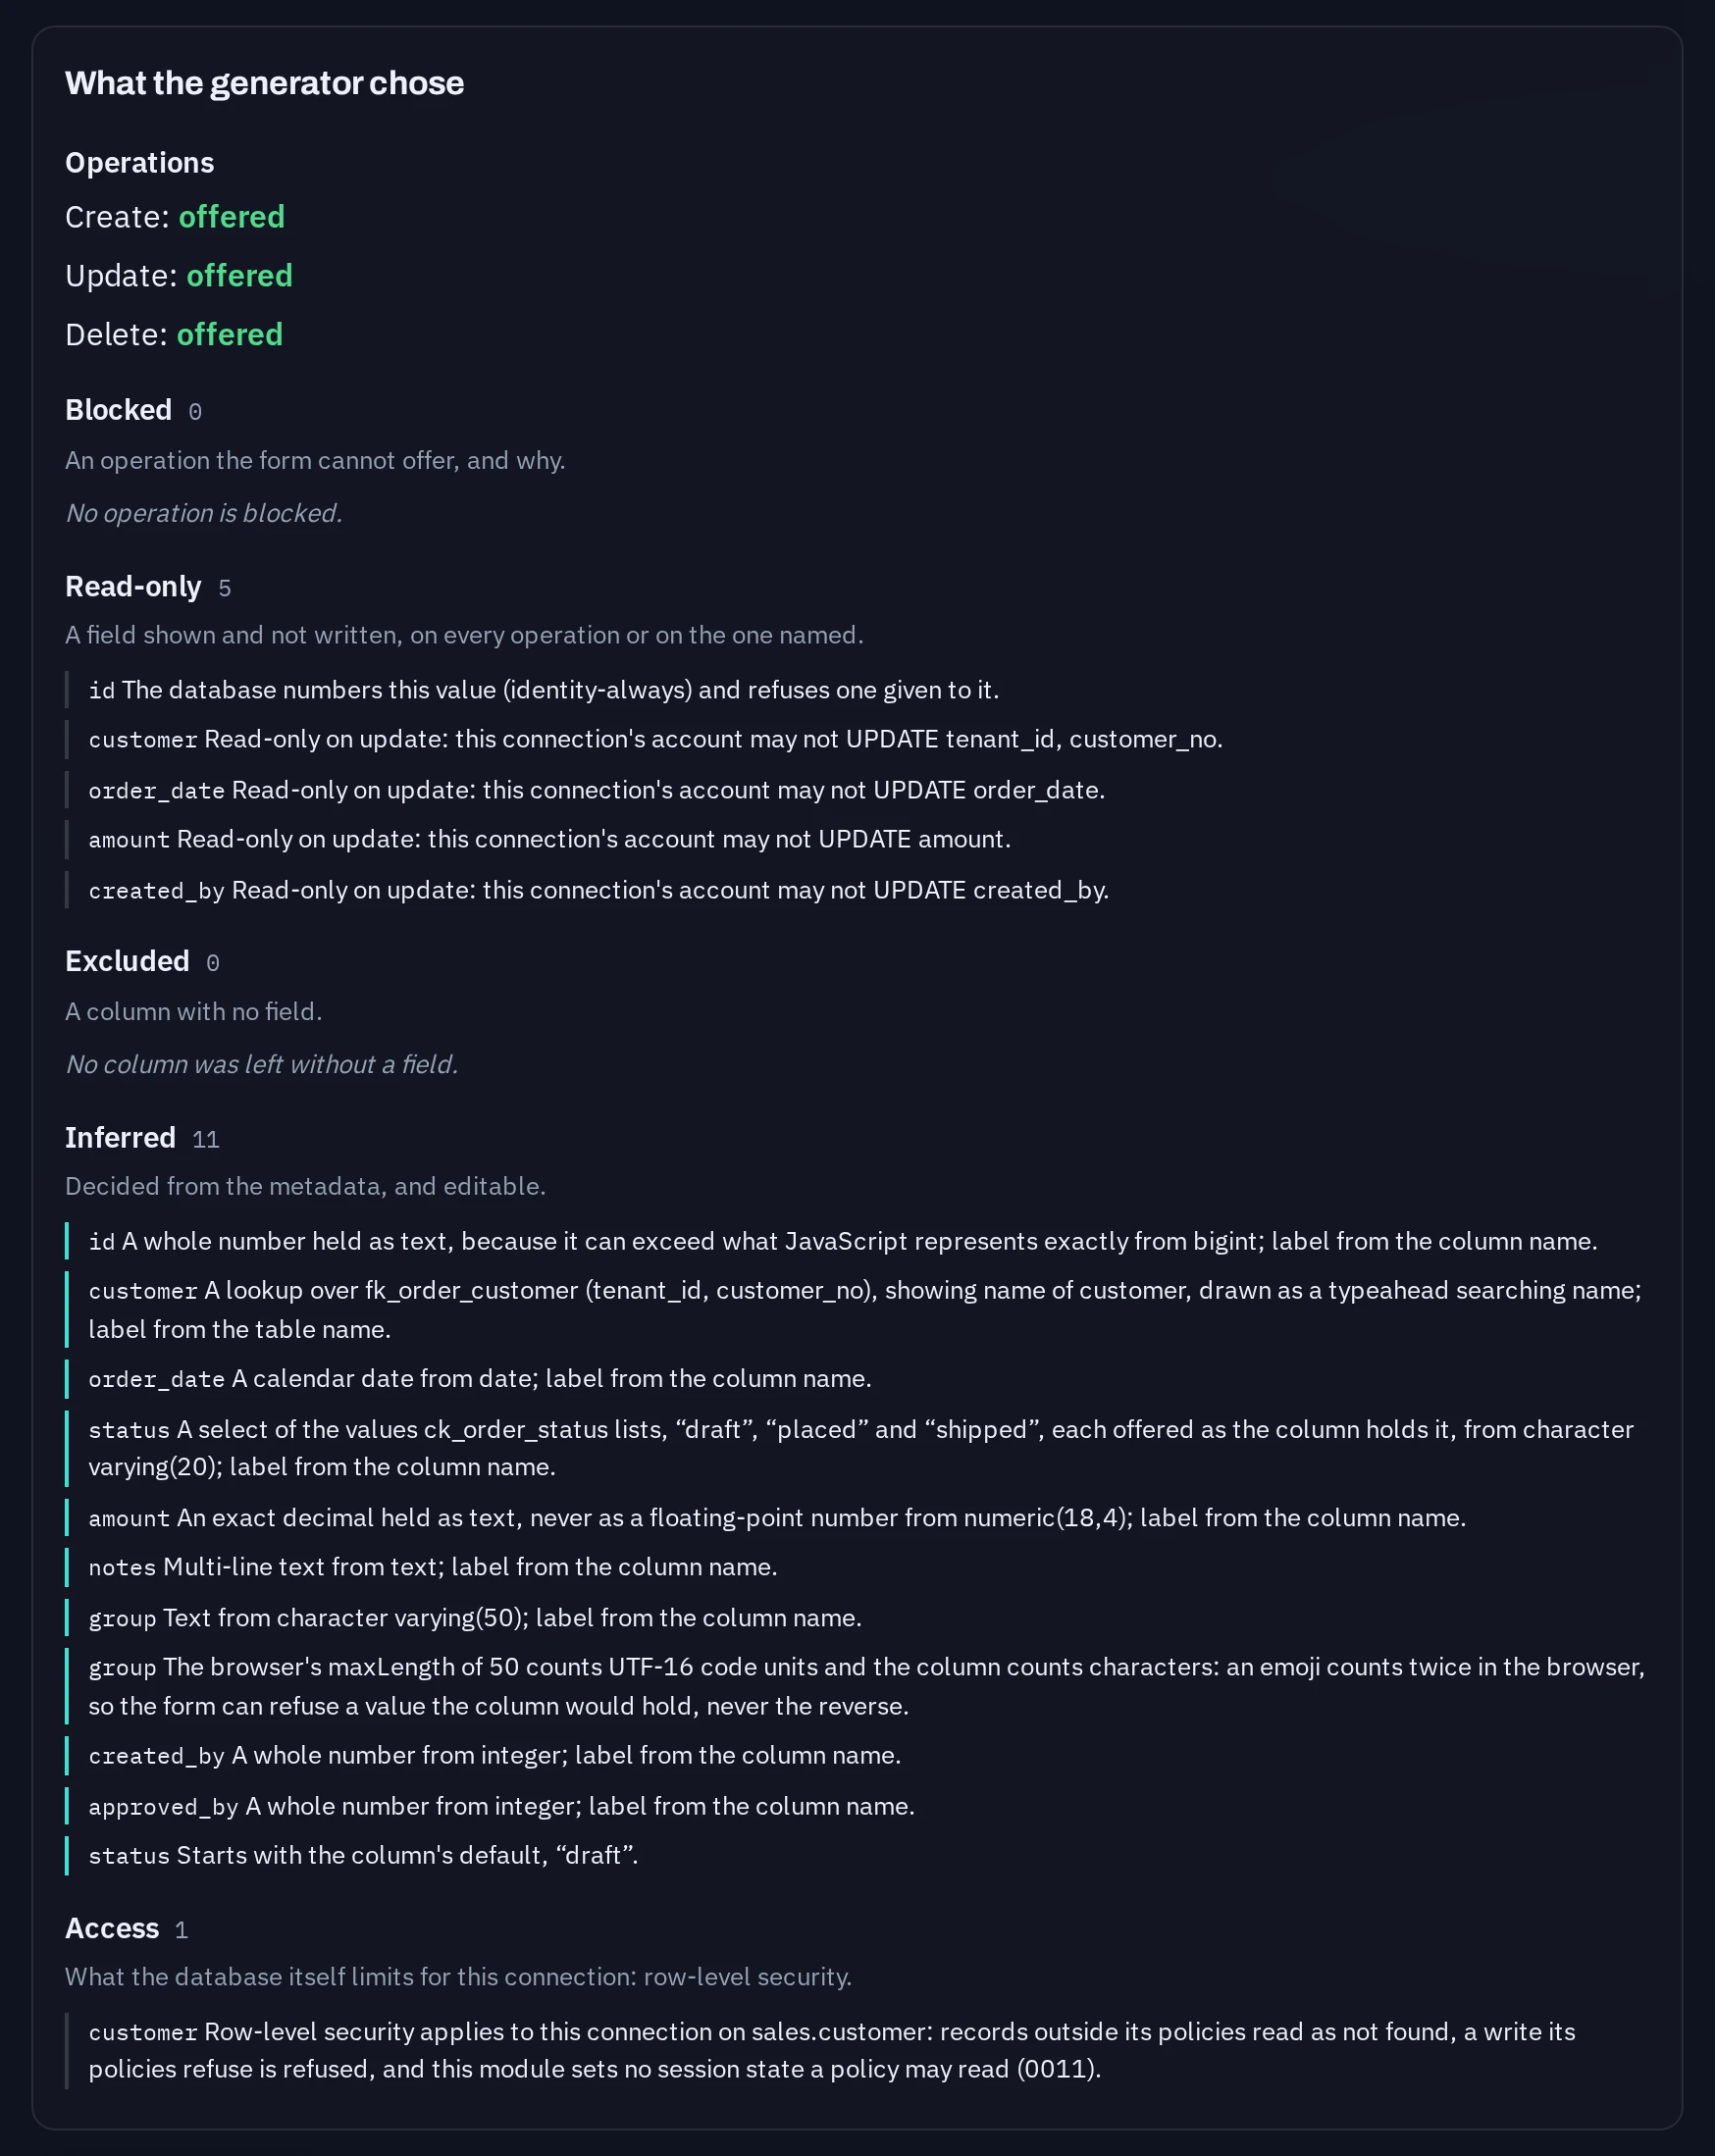 What the generator chose
Operations
Create: offered
Update: offered
Delete: offered
Blocked 0
An operation the form cannot offer, and why.
No operation is blocked.
Read-only 5
A field shown and not written, on every operation or on the one named.
id The database numbers this value (identity-always) and refuses one given to it.
customer Read-only on update: this connection's account may not UPDATE tenant_id, customer_no.
order_date Read-only on update: this connection's account may not UPDATE order_date.
amount Read-only on update: this connection's account may not UPDATE amount.
created_by Read-only on update: this connection's account may not UPDATE created_by.
Excluded 0
A column with no field.
No column was left without a field.
Inferred 11
Decided from the metadata, and editable.
id A whole number held as text, because it can exceed what JavaScript represents exactly from bigint; label from the column name.
customer A lookup over fk_order_customer (tenant_id, customer_no), showing name of customer, drawn as a typeahead searching name;
label from the table name.
order_date A calendar date from date; label from the column name.
status A select of the values ck_order_status lists, “draft”, “placed” and “shipped”, each offered as the column holds it, from character
varying(20); label from the column name.
amount An exact decimal held as text, never as a floating-point number from numeric(18,4); label from the column name.
notes Multi-line text from text; label from the column name.
group Text from character varying(50); label from the column name.
group The browser's maxLength of 50 counts UTF-16 code units and the column counts characters: an emoji counts twice in the browser,
so the form can refuse a value the column would hold, never the reverse.
created_by A whole number from integer; label from the column name.
approved_by A whole number from integer; label from the column name.
status Starts with the column's default, “draft”.
Access 1
What the database itself limits for this connection: row-level security.
customer Row-level security applies to this connection on sales.customer: records outside its policies read as not found, a write its
policies refuse is refused, and this module sets no session state a policy may read (0011).